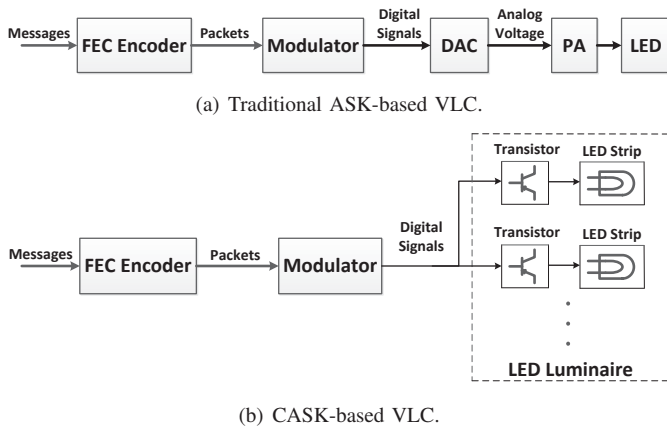 Messages
FEC Encoder
Packets
Modulator
Digital
Signals
DAC
Analog
Voltage
PA
LED
(a) Traditional ASK-based VLC.
Messages
FEC Encoder
Packets
Modulator
Digital
Signals
Transistor
LED Strip
Transistor
LED Strip
LED Luminaire
(b) CASK-based VLC.